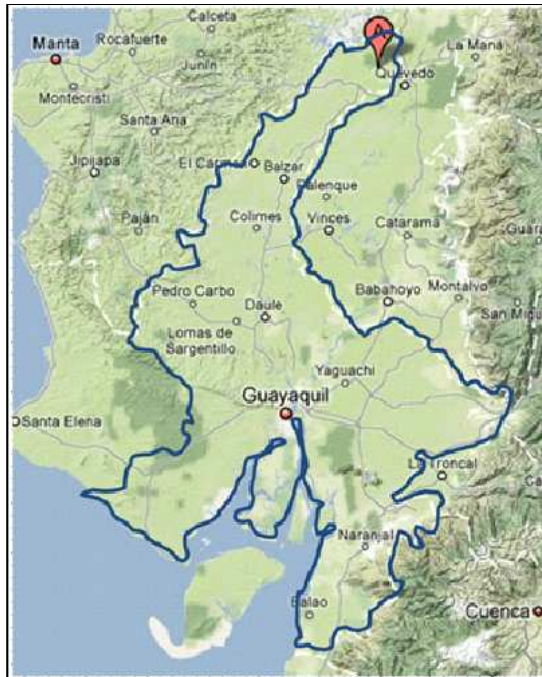 Calceta
Manta
Rocafuerte
La Maná
Junín
Quevedo
Montecristi
Santa Ana
El Carmen
Balzar
Jipijapa
Palenque
Paján
Colimes
Vinces
Catarama
Pedro Carbo
Daule
Babahoyo
Montalvo
San Migu
Lomas de
Sargentillo
Yaguachi
Guayaquil
Santa Elena
La Troncal
Naranjal
Balao
Cuenca